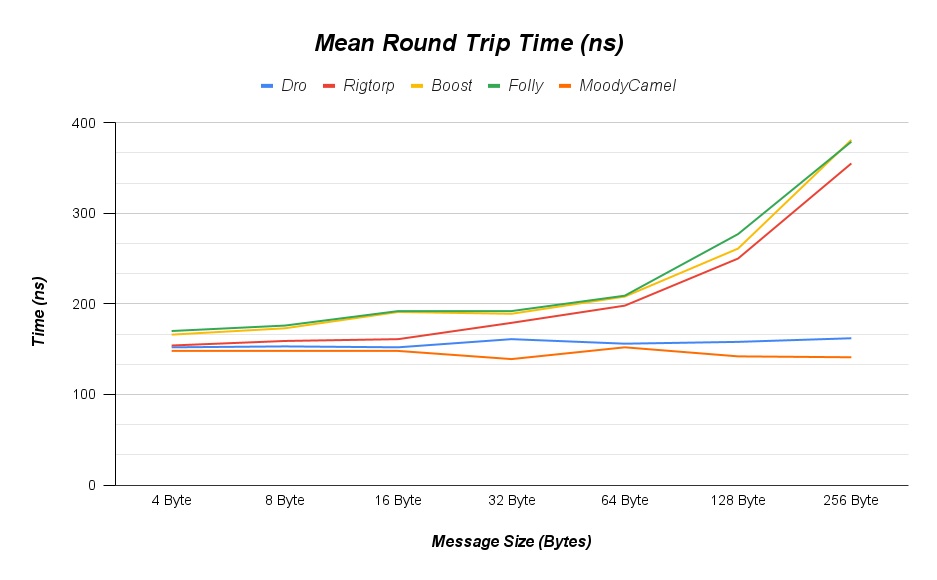 Mean Round Trip Time (ns)
Dro Rigtorp Boost Folly MoodyCamel
400
300
200
100
0
Time (ns)
4 Byte 8 Byte 16 Byte 32 Byte 64 Byte 128 Byte 256 Byte
Message Size (Bytes)